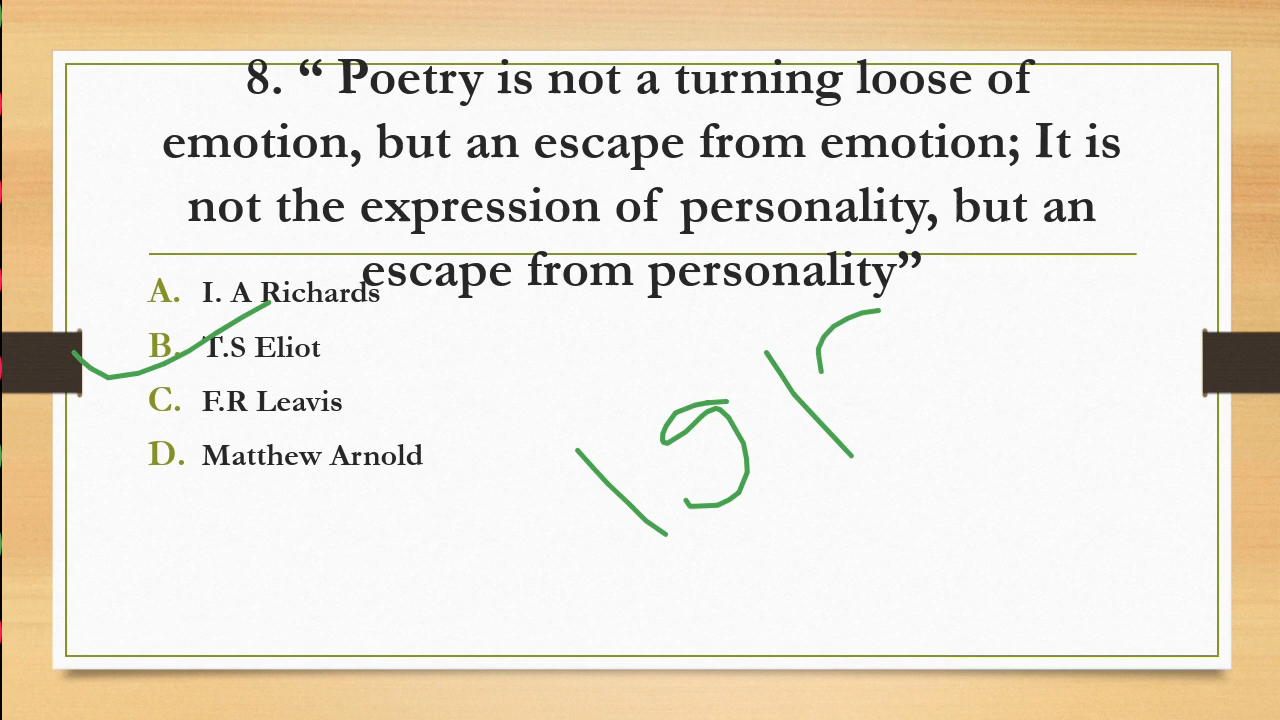 8. “ Poetry is not a turning loose of
emotion, but an escape from emotion; It is
not the expression of personality, but an
escape from personality”
A. I. A Richards
B. T.S Eliot
C. F.R Leavis
D. Matthew Arnold